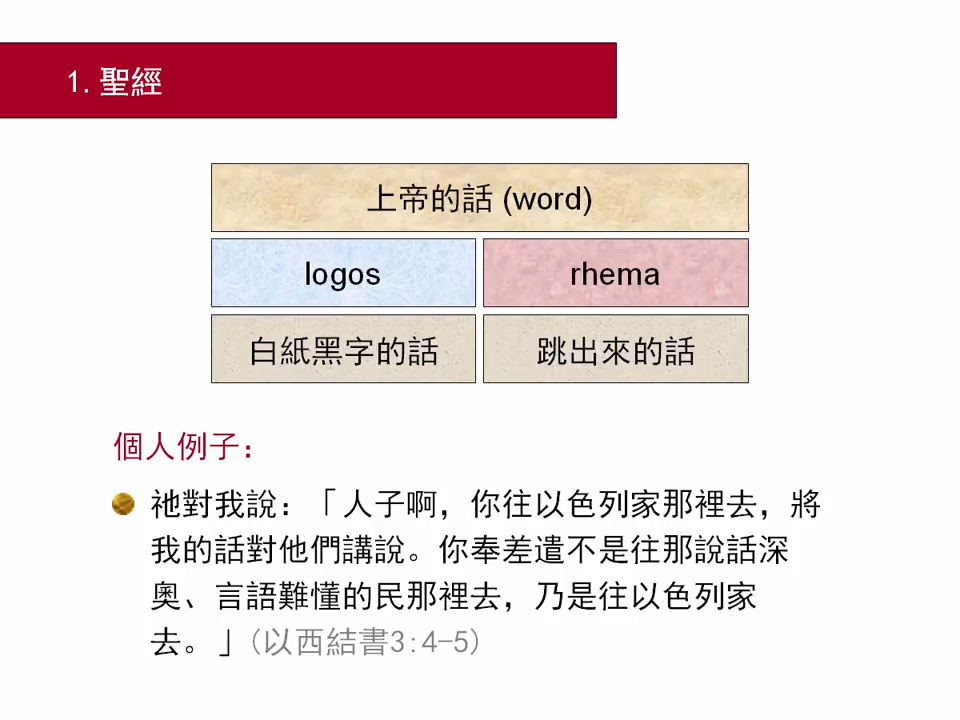 1. 聖經
上帝的話 (word)
logos
rhema
白紙黑字的話
跳出來的話
個人例子：
祂對我說：「人子啊，你往以色列家那裡去，將
我的話對他們講說。你奉差遣不是往那說話深
奧、言語難懂的民那裡去，乃是往以色列家
去。」(以西結書3:4-5)